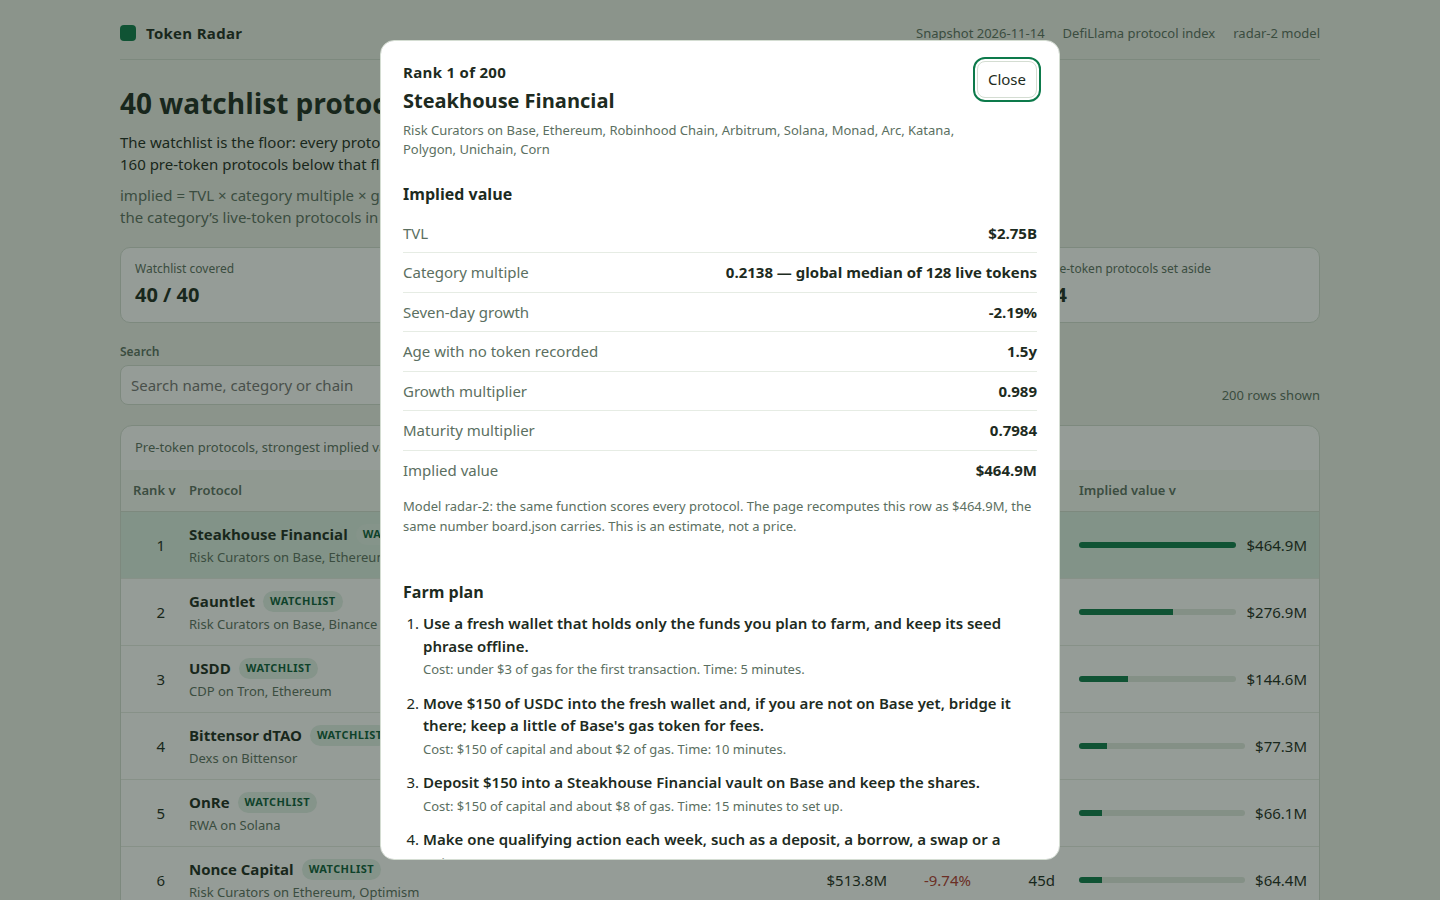 Token Radar
Snapshot 2026-11-14 DefiLlama protocol index radar-2 model
40 watchlist protoc
The watchlist is the floor: every proto
160 pre-token protocols below that fl
implied = TVL × category multiple × g
the category's live-token protocols in
Watchlist covered
40 / 40
e-token protocols set aside
4
Search
Search name, category or chain
200 rows shown
Pre-token protocols, strongest implied v
Rank v Protocol Implied value v
1 Steakhouse Financial WA $464.9M
Risk Curators on Base, Ethereum
2 Gauntlet WATCHLIST $276.9M
Risk Curators on Base, Binance
3 USDD WATCHLIST $144.6M
CDP on Tron, Ethereum
4 Bittensor dTAO WATCHLIST $77.3M
Dexs on Bittensor
5 OnRe WATCHLIST $66.1M
RWA on Solana
6 Nonce Capital WATCHLIST $513.8M -9.74% 45d $64.4M
Risk Curators on Ethereum, Optimism
Rank 1 of 200
Close
Steakhouse Financial
Risk Curators on Base, Ethereum, Robinhood Chain, Arbitrum, Solana, Monad, Arc, Katana,
Polygon, Unichain, Corn
Implied value
TVL $2.75B
Category multiple 0.2138 — global median of 128 live tokens
Seven-day growth -2.19%
Age with no token recorded 1.5y
Growth multiplier 0.989
Maturity multiplier 0.7984
Implied value $464.9M
Model radar-2: the same function scores every protocol. The page recomputes this row as $464.9M, the
same number board.json carries. This is an estimate, not a price.
Farm plan
1. Use a fresh wallet that holds only the funds you plan to farm, and keep its seed
phrase offline.
Cost: under $3 of gas for the first transaction. Time: 5 minutes.
2. Move $150 of USDC into the fresh wallet and, if you are not on Base yet, bridge it
there; keep a little of Base's gas token for fees.
Cost: $150 of capital and about $2 of gas. Time: 10 minutes.
3. Deposit $150 into a Steakhouse Financial vault on Base and keep the shares.
Cost: $150 of capital and about $8 of gas. Time: 15 minutes to set up.
4. Make one qualifying action each week, such as a deposit, a borrow, a swap or a